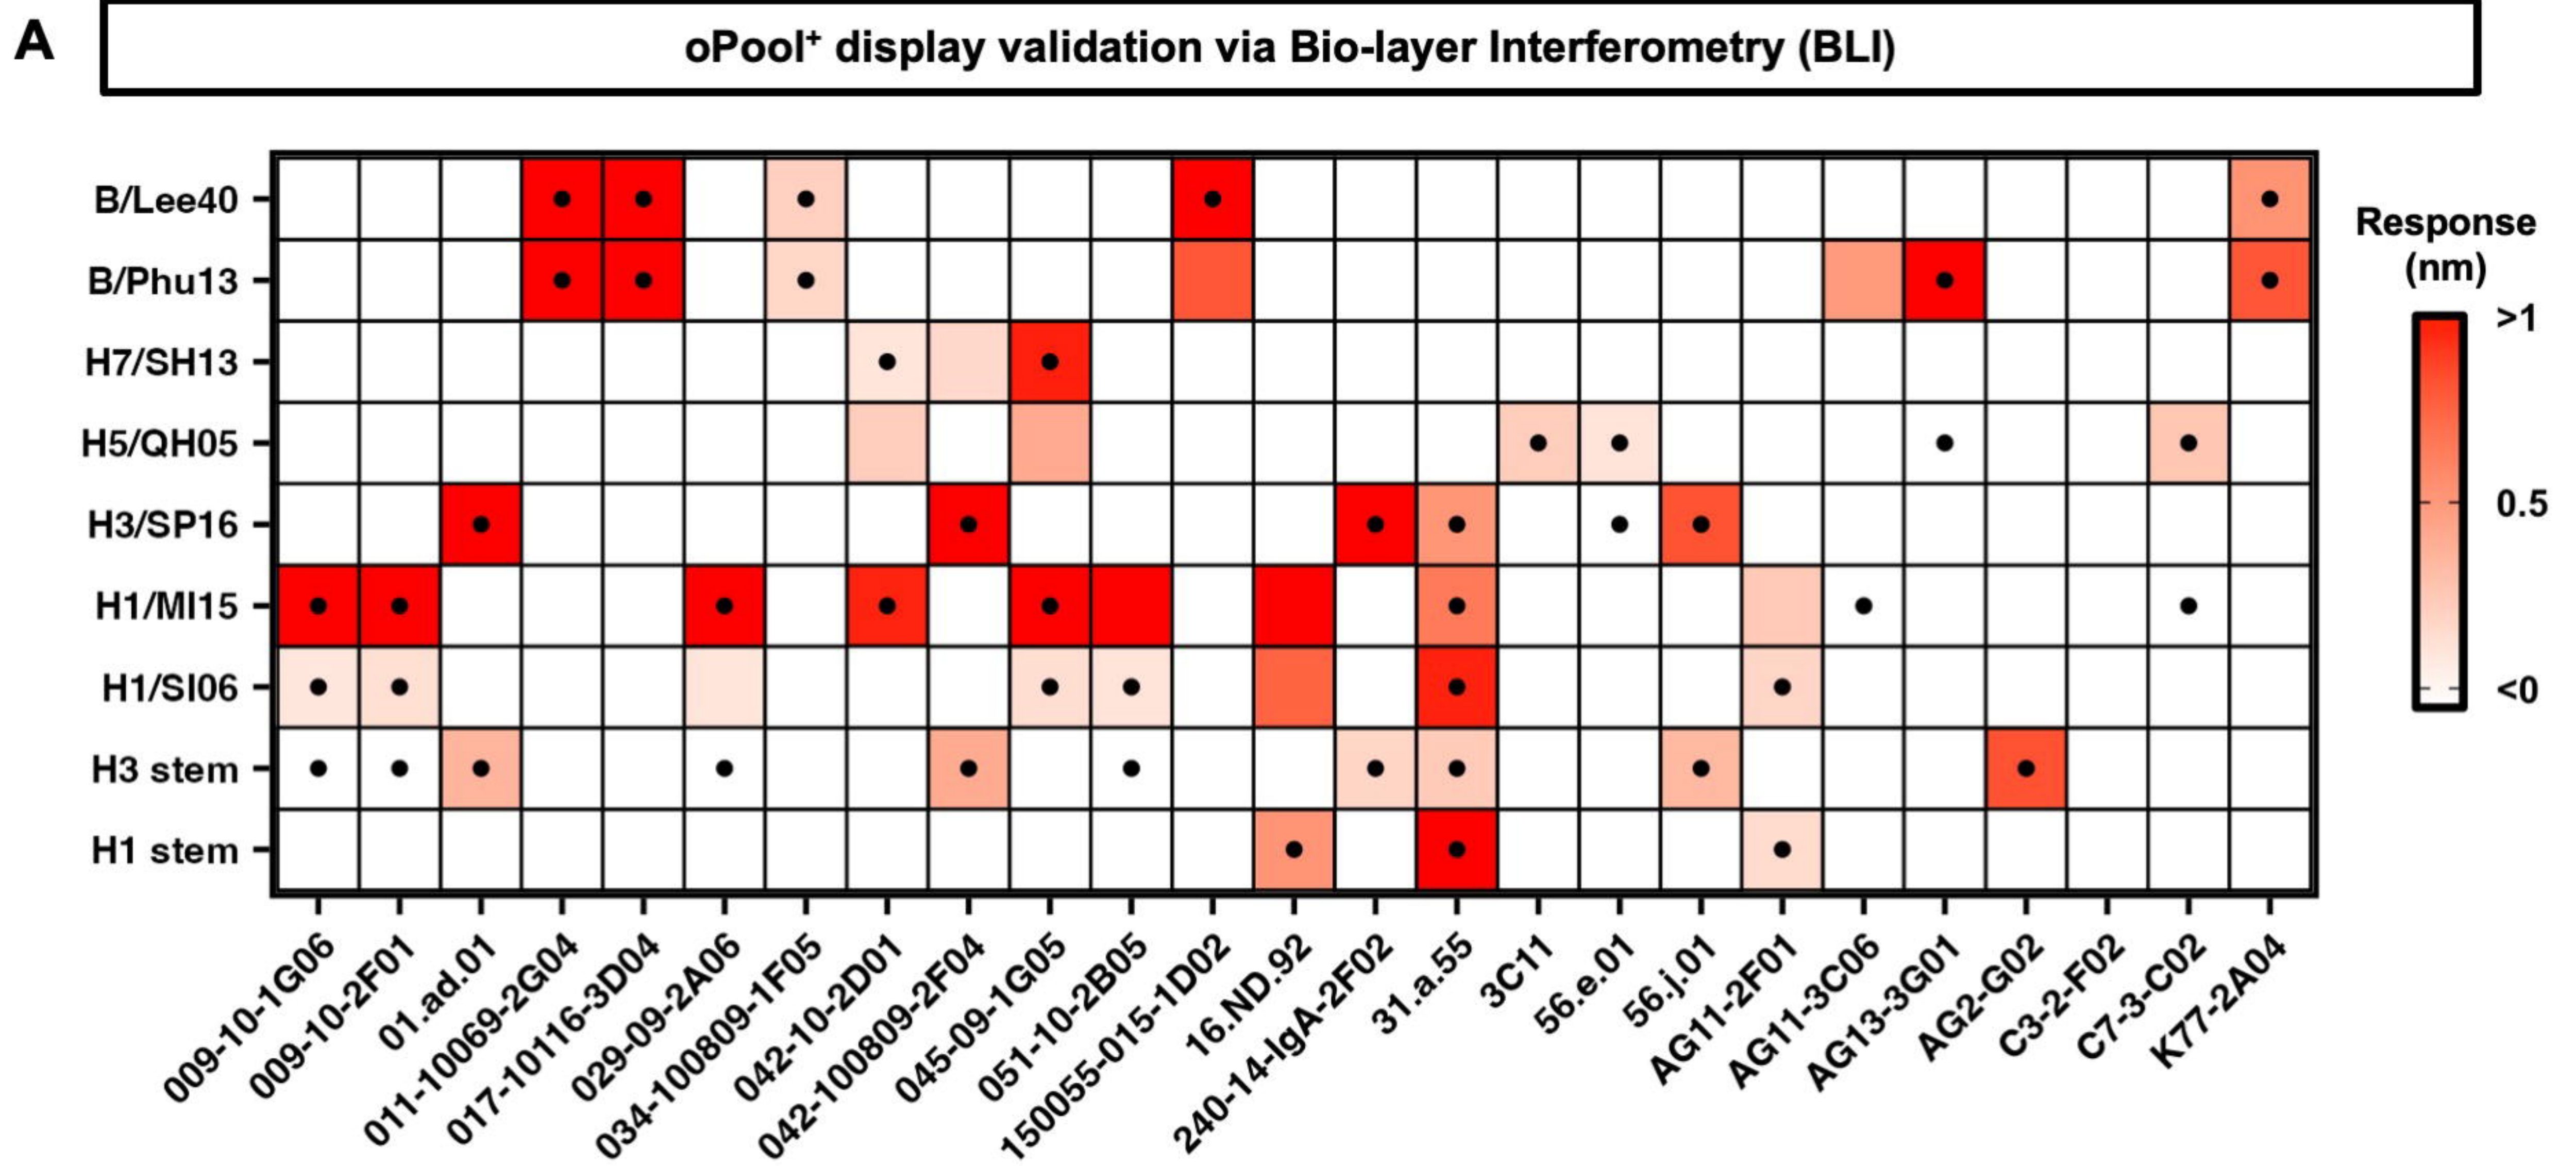 A
oPool⁺ display validation via Bio-layer Interferometry (BLI)
B/Lee40
B/Phu13
H7/SH13
H5/QH05
H3/SP16
H1/MI15
H1/SI06
H3 stem
H1 stem
Response
(nm)
>1
0.5
<0
009-10-1G06
009-10-2F01
01.ad.01
011-10069-2G04
017-10116-3D04
029-09-2A06
034-100809-1F05
042-10-2D01
042-100809-2F04
045-09-1G05
051-10-2B05
150055-015-1D02
16.ND.92
240-14-IgA-2F02
31.a.55
3C11
56.e.01
56.j.01
AG11-2F01
AG11-3C06
AG13-3G01
AG2-G02
C3-2-F02
C7-3-C02
K77-2A04